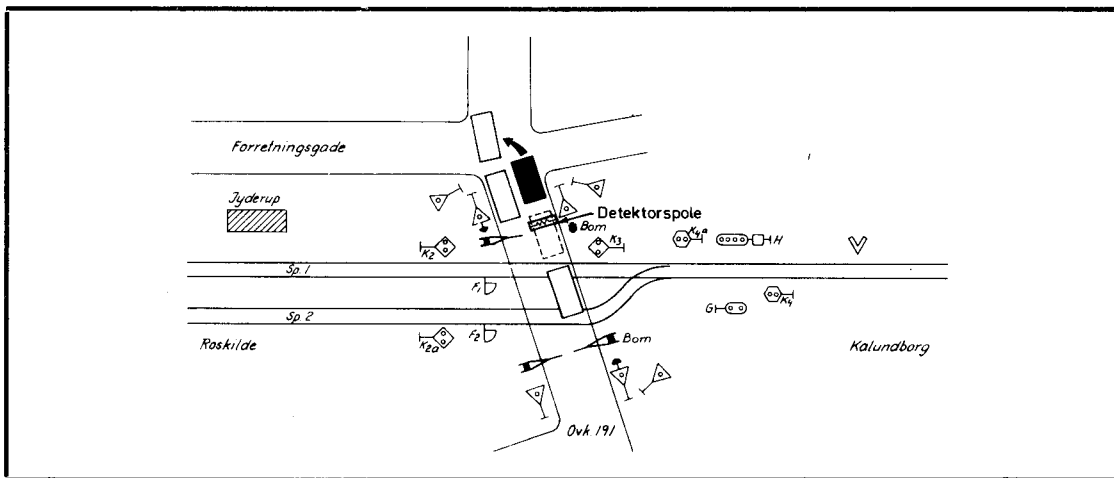 Forretningsgade
Jyderup
Detektorspole
Bom
K2
K3
K4a
H
Sp. 1
F1
G
K4
Sp. 2
F2
K2a
Bom
Roskilde
Kalundborg
Ovk. 191